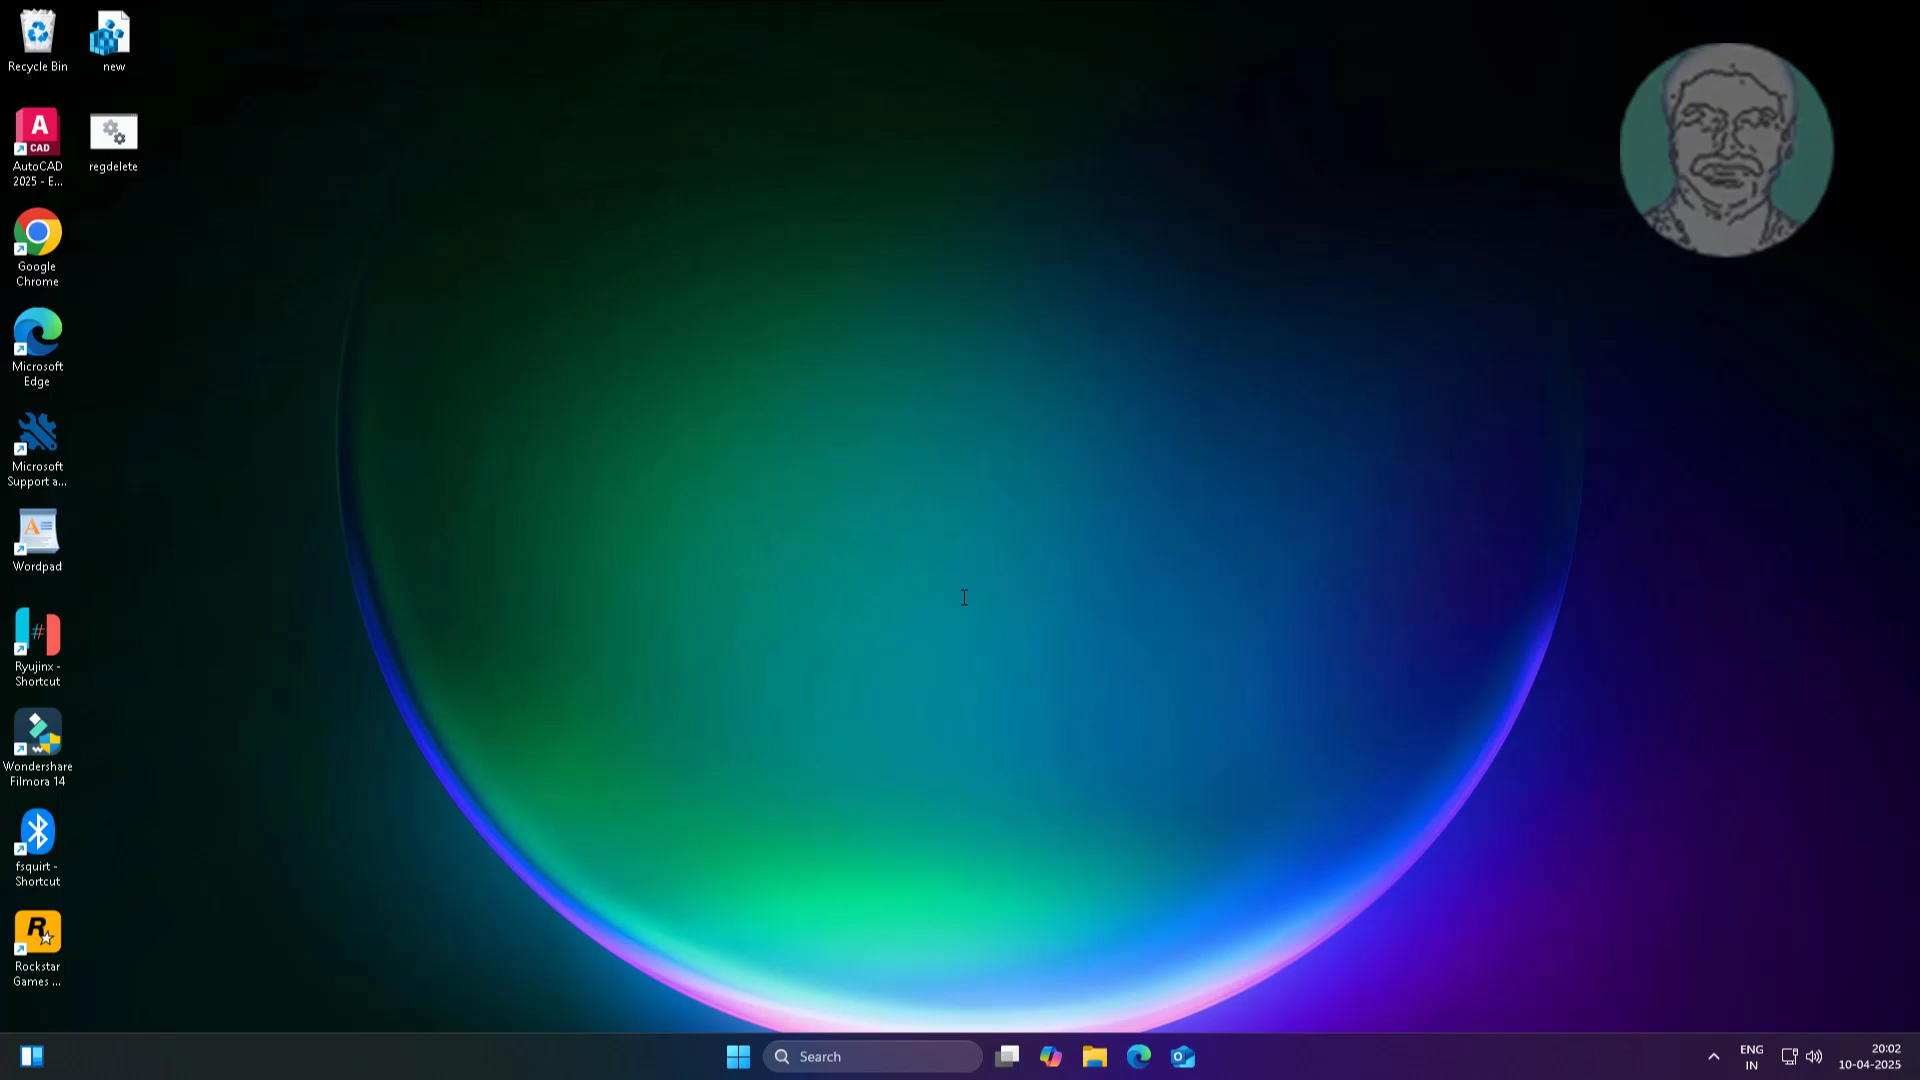 Recycle Bin
new
A
CAD
AutoCAD
2025 - E...
regdelete
Google
Chrome
Microsoft
Edge
Microsoft
Support a...
A
Wordpad
#
Ryujinx -
Shortcut
Wondershare
Filmora 14
fsquirt -
Shortcut
R
Rockstar
Games ...
Search
ENG
IN
20:02
10-04-2025